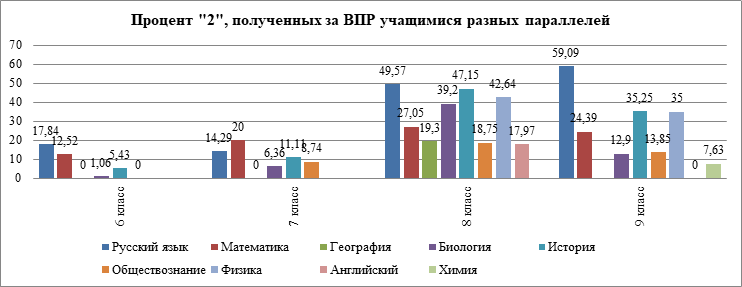 Процент "2", полученных за ВПР учащимися разных параллелей
70
60
50
40
30
20
10
0
17,84
12,52
0
1,06
5,43
0
14,29
20
0
6,36
11,11
8,74
49,57
27,05
19,3
39,2
47,15
18,75
42,64
17,97
59,09
24,39
12,9
35,25
13,85
35
0
7,63
6 класс
7 класс
8 класс
9 класс
Русский язык
Математика
География
Биология
История
Обществознание
Физика
Английский
Химия